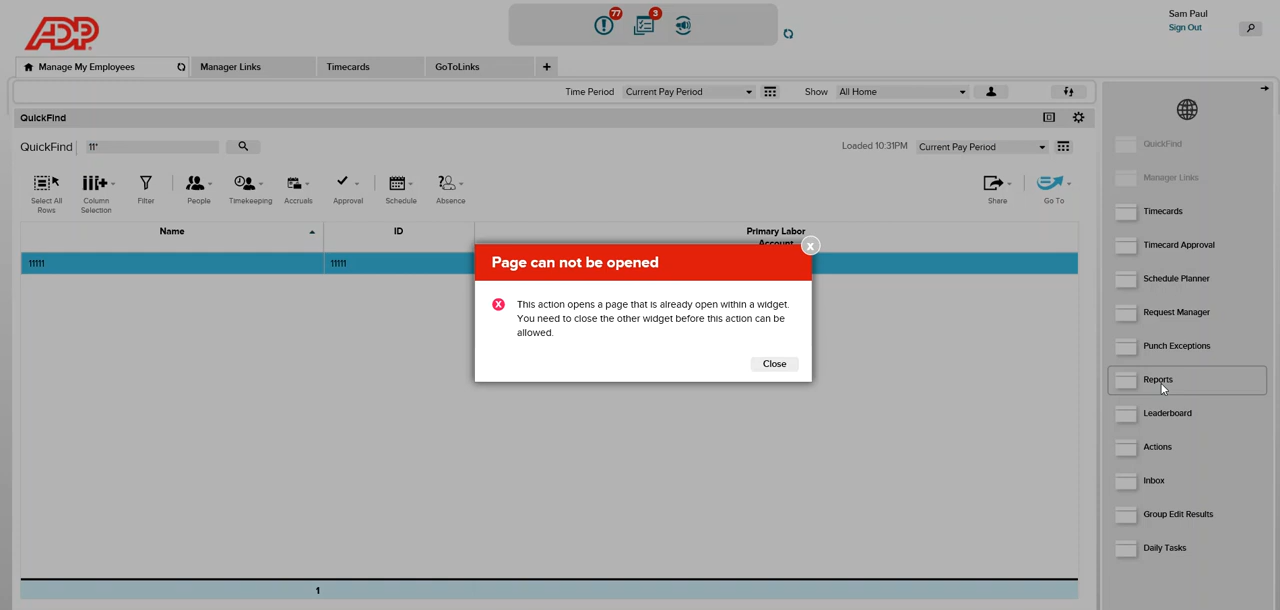 ADP
77
3
Sam Paul
Sign Out
Manage My Employees
Manager Links
Timecards
GoToLinks
+
Time Period
Current Pay Period
Show
All Home
QuickFind
QuickFind
11*
Loaded 10:31PM
Current Pay Period
Select All
Rows
Column
Selection
Filter
People
Timekeeping
Accruals
Approval
Schedule
Absence
Share
Go To
Name
ID
Primary Labor
Account
11111
11111
Page can not be opened
X
X
This action opens a page that is already open within a widget.
You need to close the other widget before this action can be
allowed.
Close
1
QuickFind
Manager Links
Timecards
Timecard Approval
Schedule Planner
Request Manager
Punch Exceptions
Reports
Leaderboard
Actions
Inbox
Group Edit Results
Daily Tasks